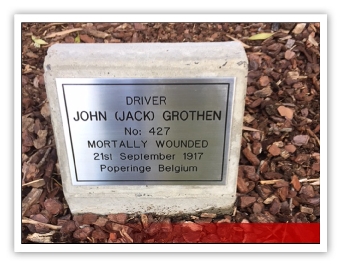 DRIVER
JOHN (JACK) GROTHEN
No: 427
MORTALLY WOUNDED
21st September 1917
Poperinge Belgium